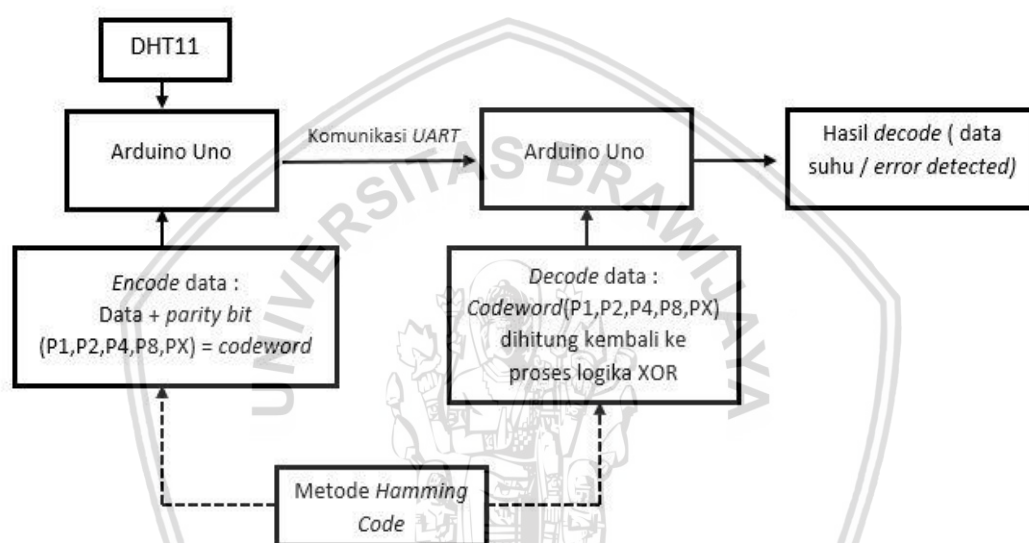 DHT11
Arduino Uno
Komunikasi UART
Arduino Uno
Hasil decode ( data
suhu / error detected)
Encode data :
Data + parity bit
(P1,P2,P4,P8,PX) = codeword
Decode data :
Codeword(P1,P2,P4,P8,PX)
dihitung kembali ke
proses logika XOR
Metode Hamming
Code
UNIVERSITAS BRAWIJAYA